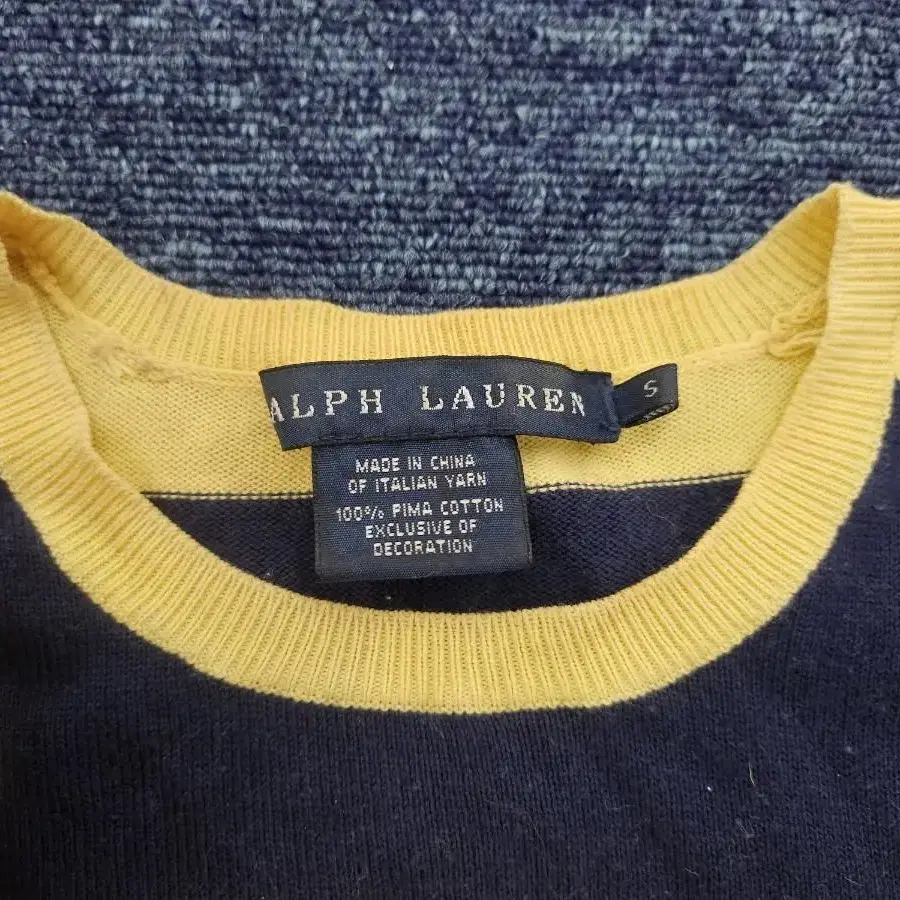 ALPH LAUREN
S
MADE IN CHINA
OF ITALIAN YARN
100% PIMA COTTON
EXCLUSIVE OF
DECORATION